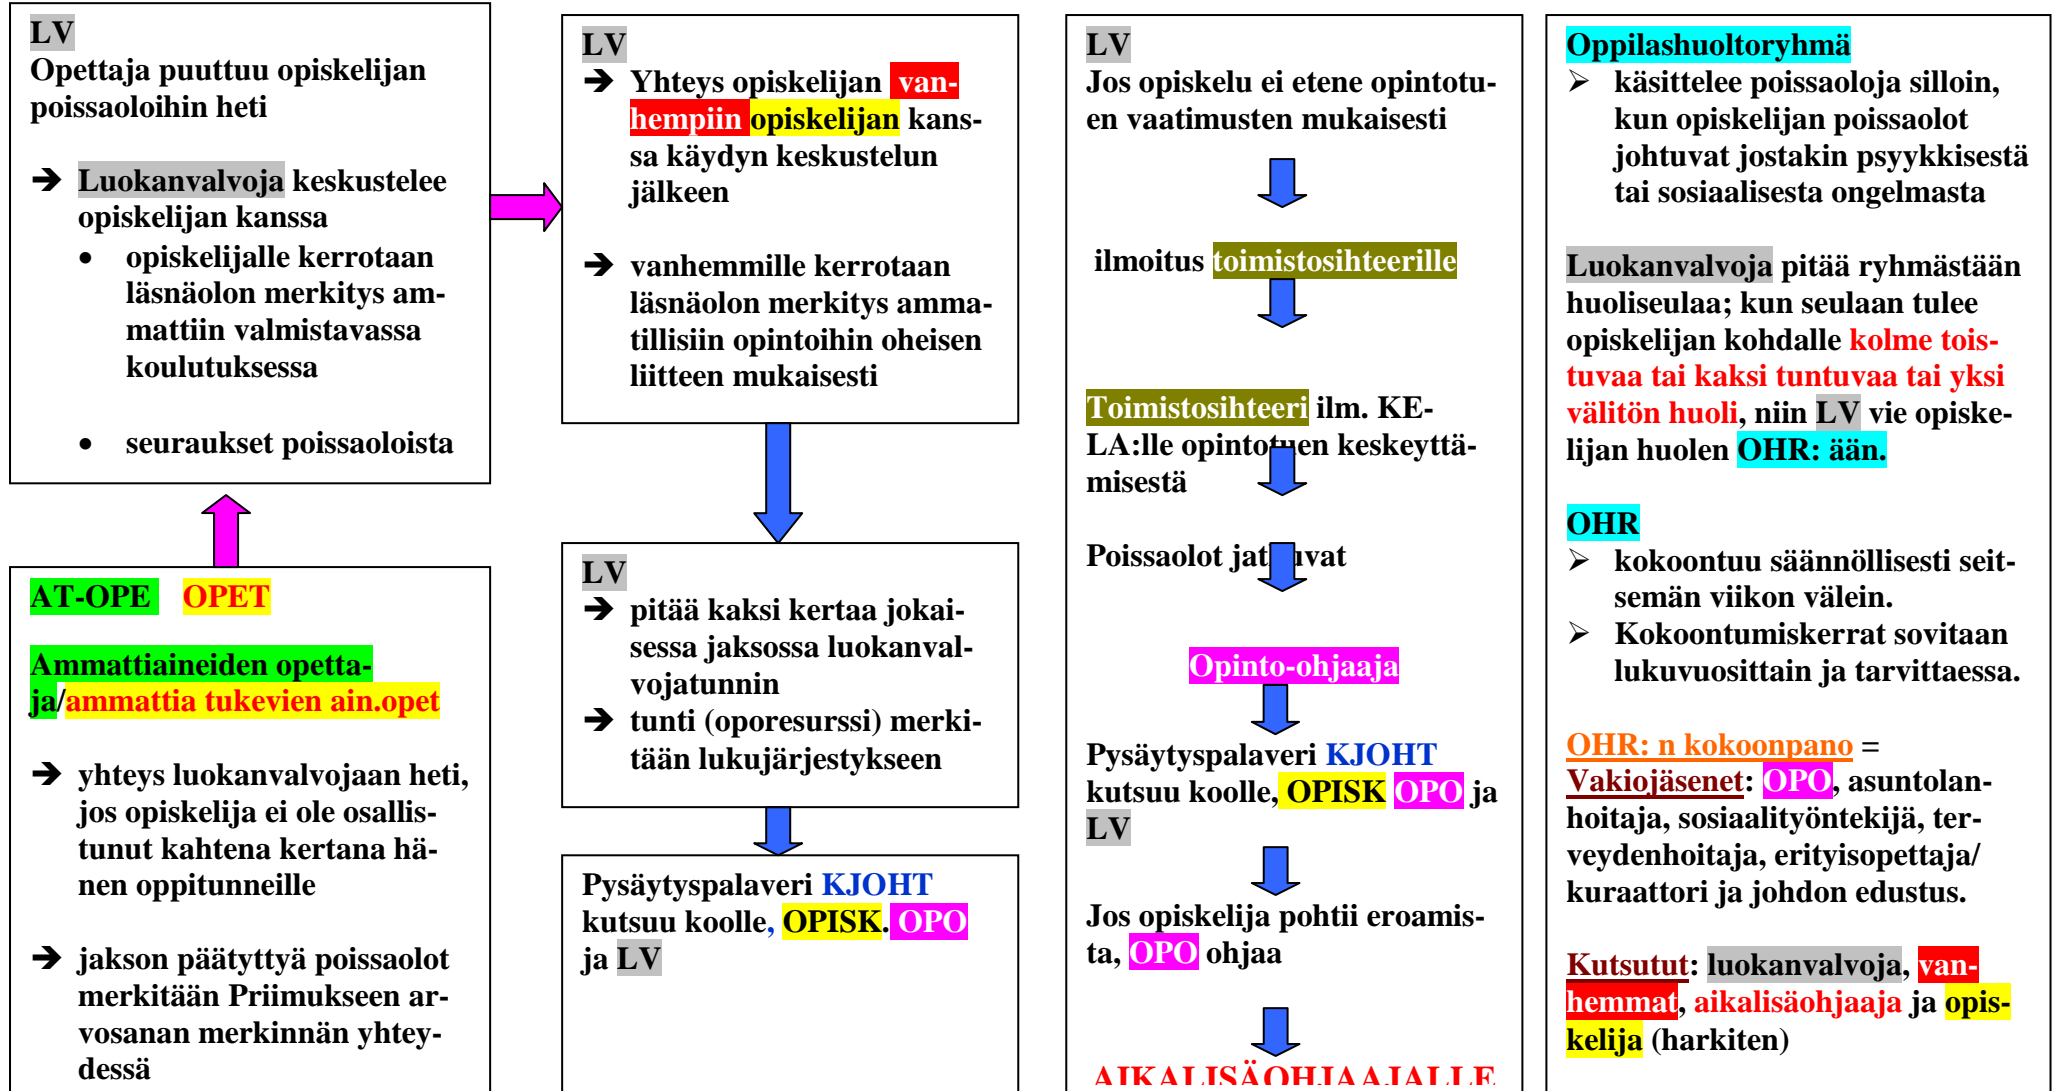 LV
Opettaja puuttuu opiskelijan
poissaoloihin heti
➔ Luokanvalvoja keskustelee
opiskelijan kanssa
• opiskelijalle kerrotaan
läsnäolon merkitys am-
mattiin valmistavassa
koulutuksessa
• seuraukset poissaoloista
AT-OPE OPET
Ammattiaineiden opetta-
ja/ammattia tukevien ain.opet
➔ yhteys luokanvalvojaan heti,
jos opiskelija ei ole osallis-
tunut kahtena kertana hä-
nen oppitunneille
➔ jakson päätyttyä poissaolot
merkitään Priimukseen ar-
vosanan merkinnän yhtey-
dessä
LV
➔ Yhteys opiskelijan van-
hempiin opiskelijan kans-
sa käydyn keskustelun
jälkeen
➔ vanhemmille kerrotaan
läsnäolon merkitys amma-
tillisiin opintoihin oheisen
liitteen mukaisesti
LV
➔ pitää kaksi kertaa jokai-
sessa jaksossa luokanval-
vojatunnin
➔ tunti (oporesurssi) merki-
tään lukujärjestykseen
Pysäytyspalaveri KJOHT
kutsuu koolle, OPISK. OPO
ja LV
LV
Jos opiskelu ei etene opintotu-
en vaatimusten mukaisesti
ilmoitus toimistosihteerille
Toimistosihteeri ilm. KE-
LA:lle opintotuen keskeyttä-
misestä
Poissaolot jatkuvat
Opinto-ohjaaja
Pysäytyspalaveri KJOHT
kutsuu koolle, OPISK OPO ja
LV
Jos opiskelija pohtii eroamis-
ta, OPO ohjaa
AIKALISÄOHJAAJALLE
Oppilashuoltoryhmä
➢ käsittelee poissaoloja silloin,
kun opiskelijan poissaolot
johtuvat jostakin psyykkisestä
tai sosiaalisesta ongelmasta
Luokanvalvoja pitää ryhmästään
huoliseulaa; kun seulaan tulee
opiskelijan kohdalle kolme tois-
tuvaa tai kaksi tuntuvaa tai yksi
välitön huoli, niin LV vie opiske-
lijan huolen OHR: ään.
OHR
➢ kokoontuu säännöllisesti seit-
semän viikon välein.
➢ Kokoontumiskerrat sovitaan
lukuvuosittain ja tarvittaessa.
OHR: n kokoonpano =
Vakiojäsenet: OPO, asuntolan-
hoitaja, sosiaalityöntekijä, ter-
veydenhoitaja, erityisopettaja/
kuraattori ja johdon edustus.
Kutsutut: luokanvalvoja, van-
hemmat, aikalisäohjaaja ja opis-
kelija (harkiten)